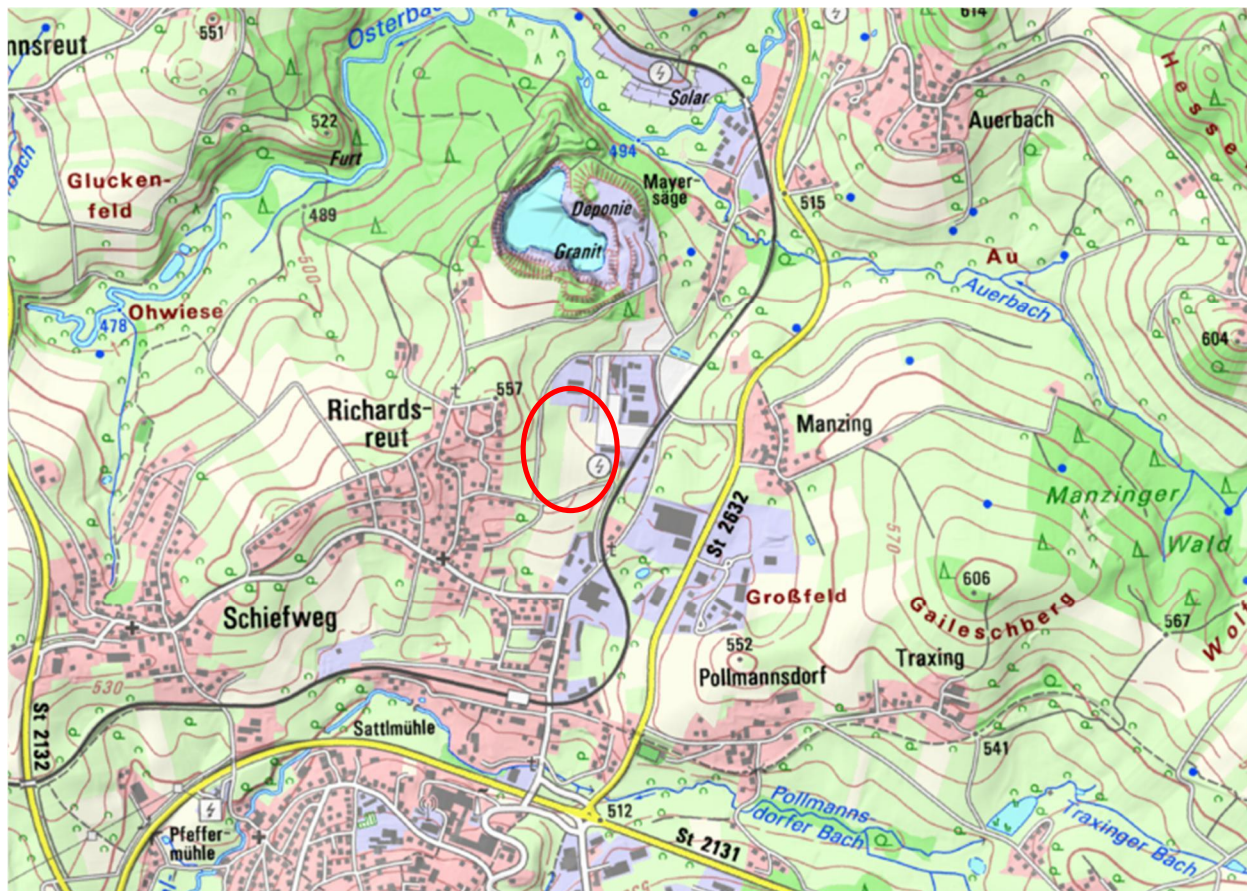 nnsreut
551
Osterbach
614
Solar
Auerbach
522
Furt
494
Glucken-
feld
489
Mayer-
säge
Deponie
Granit
515
Au
Auerbach
500
Ohwiese
478
604
557
Richards-
reut
Manzing
Manzinger
Wald
St 2632
570
606
Großfeld
Gaileschberg
567
Schiefweg
552
Traxing
Pollmannsdorf
530
St 2132
Sattlmühle
541
512
Pollmanns-
dorfer Bach
Traxinger
Bach
Pfeffer-
mühle
St 2131